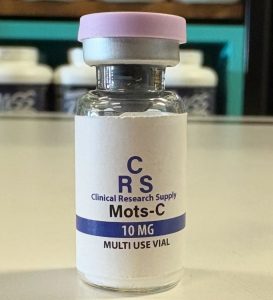 C
R S
Clinical Research Supply
Mots-C
10 MG
MULTI USE VIAL